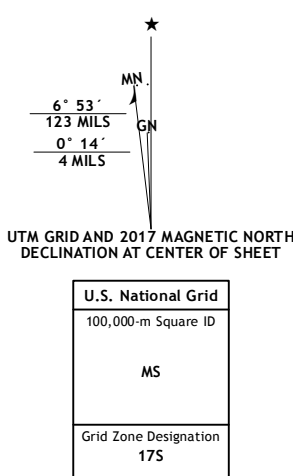 ★
MN
6° 53´
123 MILS
GN
0° 14´
4 MILS
UTM GRID AND 2017 MAGNETIC NORTH
DECLINATION AT CENTER OF SHEET
U.S. National Grid
100,000-m Square ID
MS
Grid Zone Designation
17S